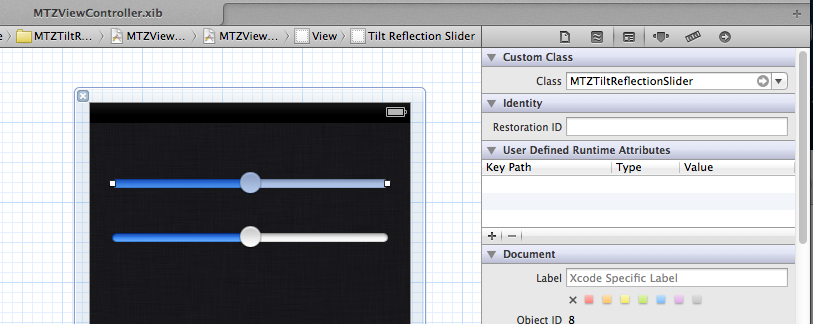 MTZViewController.xib
MTZTiltR... MTZView... MTZView... View Tilt Reflection Slider
Custom Class
Class MTZTiltReflectionSlider
Identity
Restoration ID
User Defined Runtime Attributes
Key Path Type Value
Document
Label Xcode Specific Label
Object ID 8